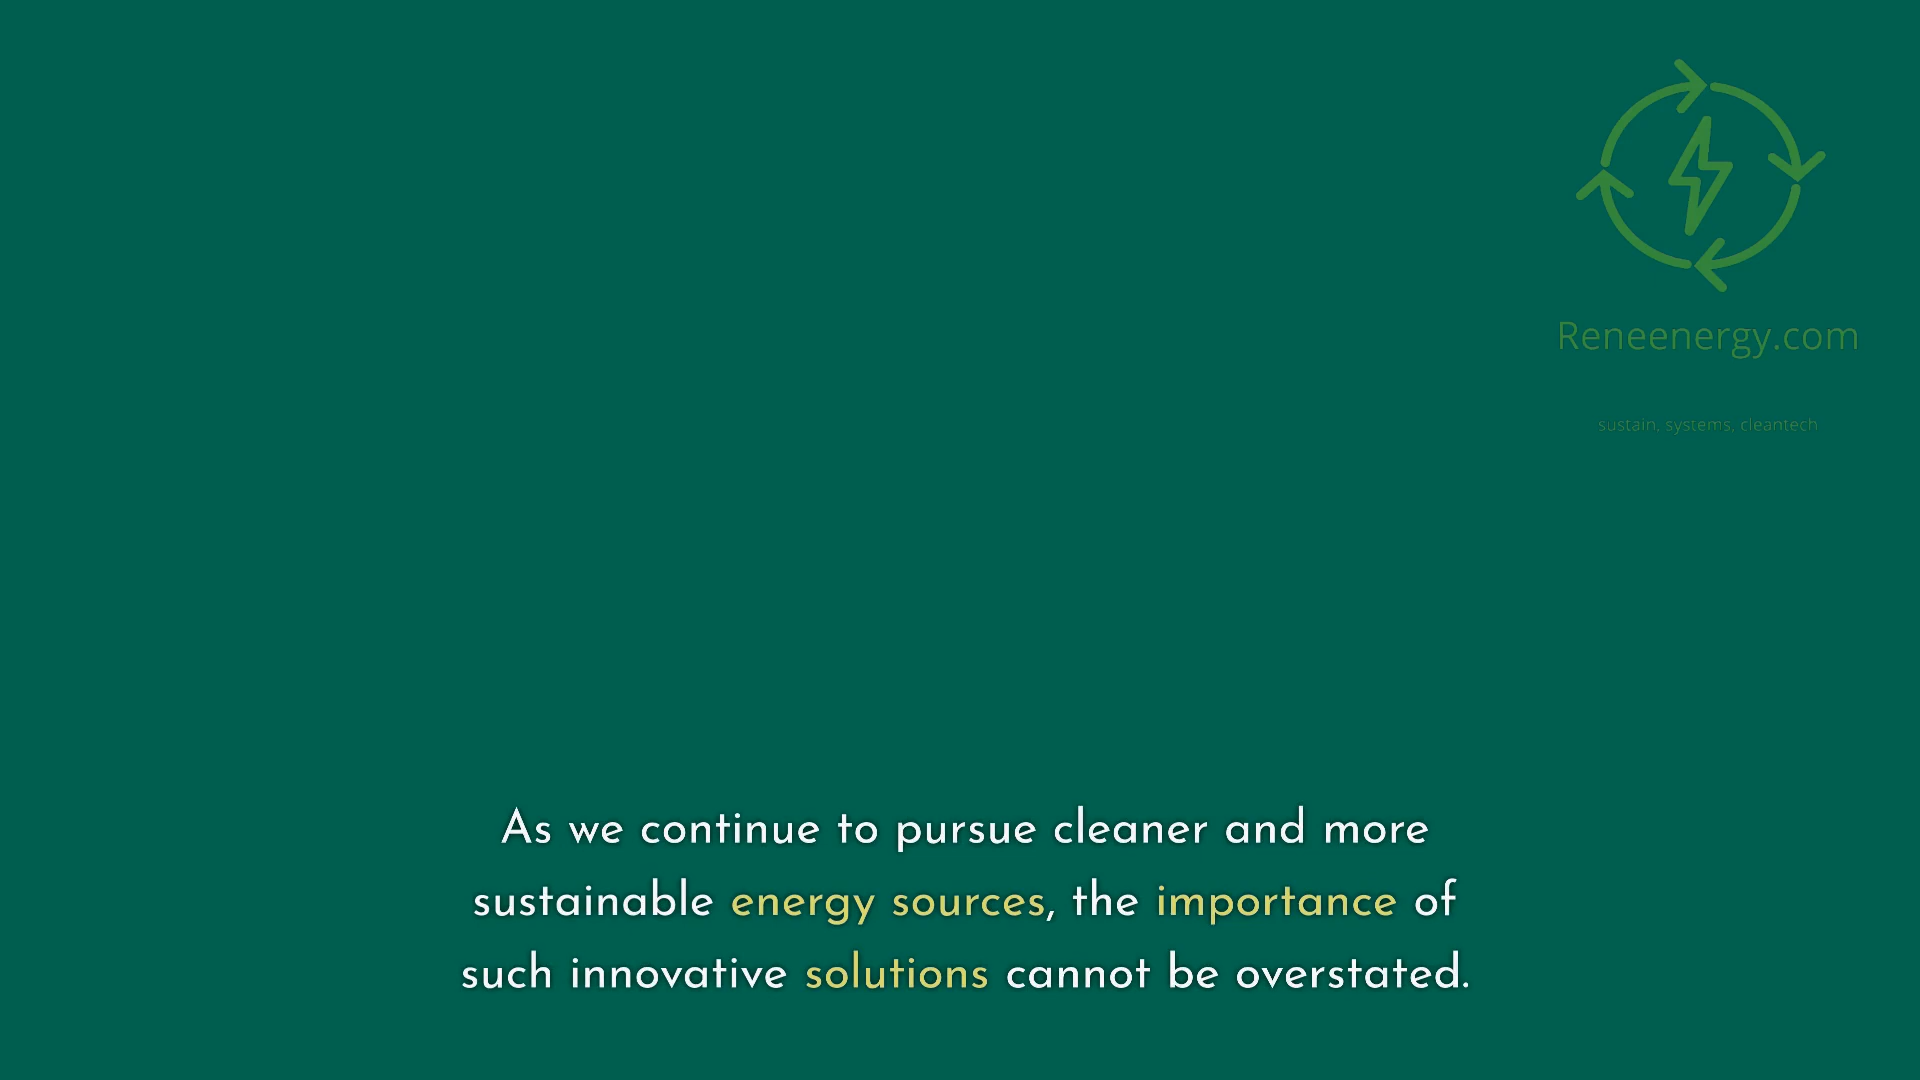 Reneenergy.com
sustain, systems, cleantech
As we continue to pursue cleaner and more
sustainable energy sources, the importance of
such innovative solutions cannot be overstated.